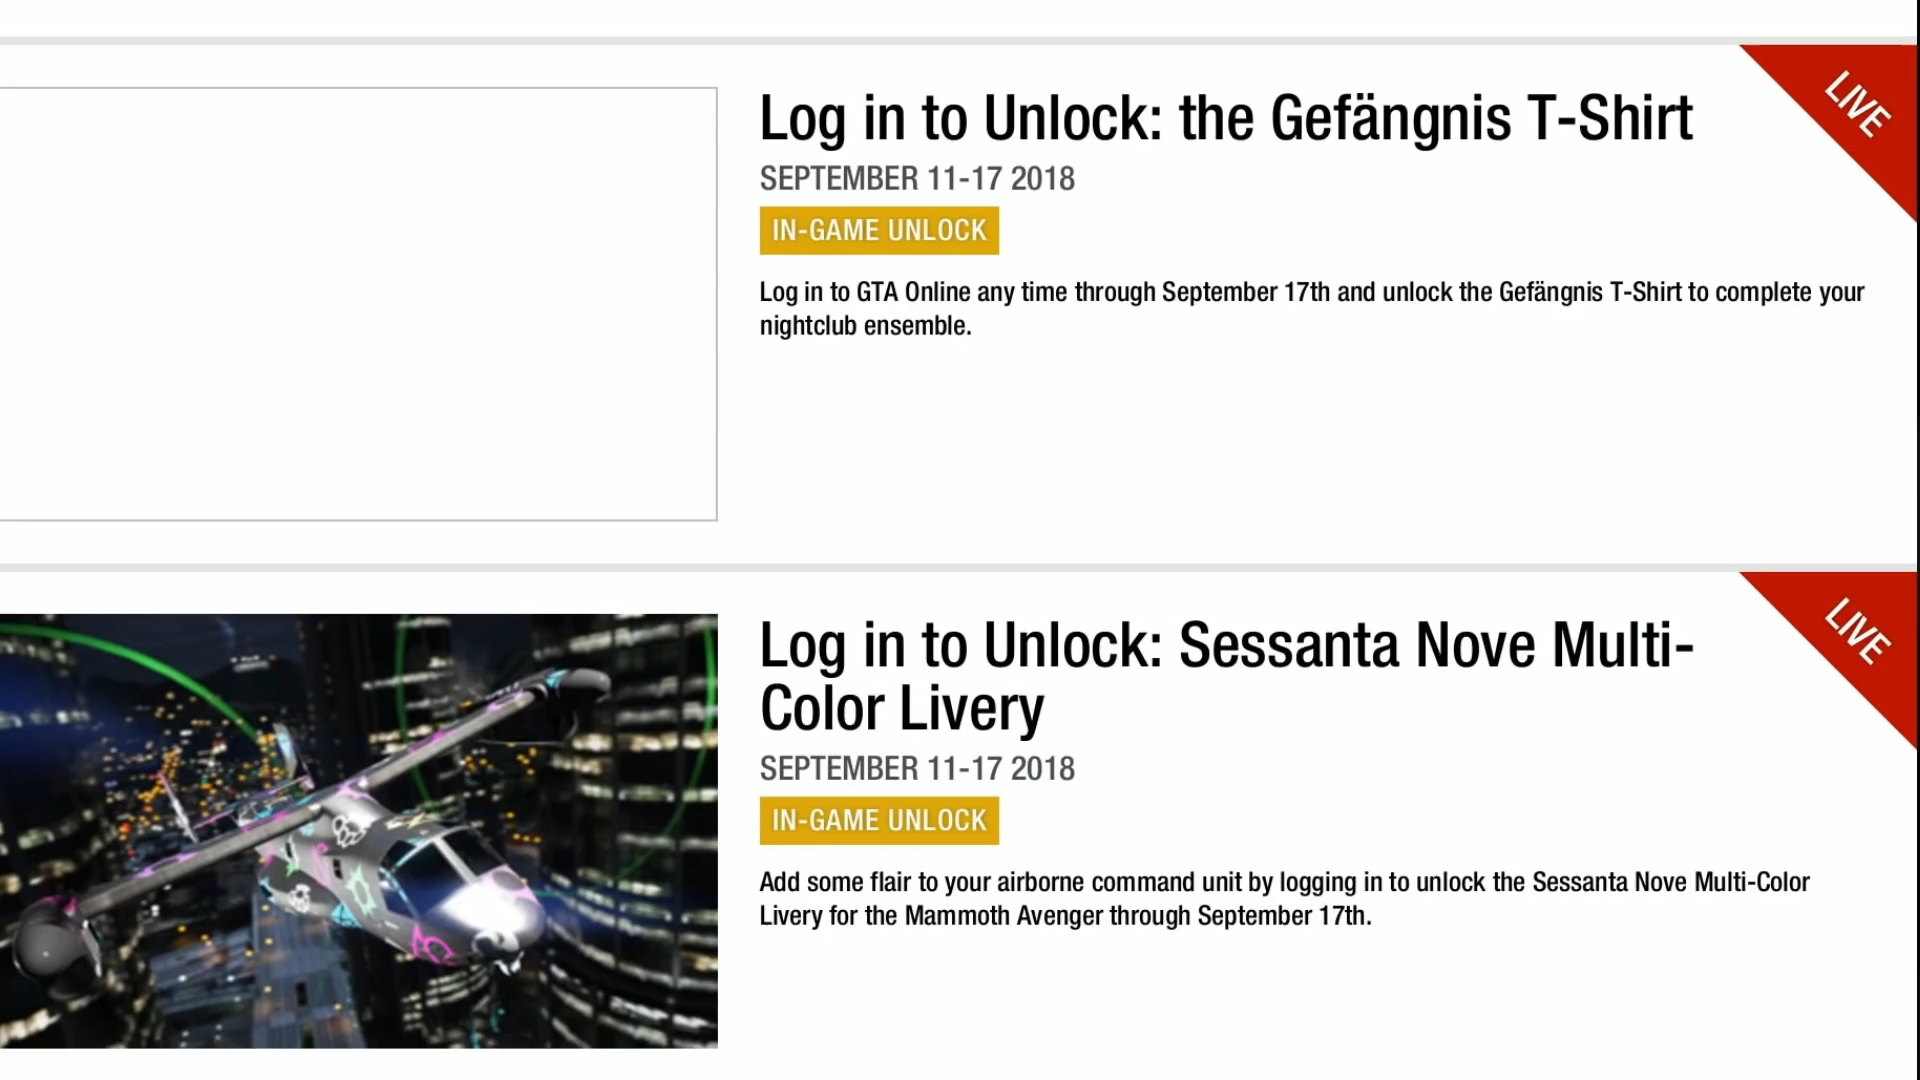 Log in to Unlock: the Gefängnis T-Shirt
LIVE
SEPTEMBER 11-17 2018
IN-GAME UNLOCK
Log in to GTA Online any time through September 17th and unlock the Gefängnis T-Shirt to complete your
nightclub ensemble.
Log in to Unlock: Sessanta Nove Multi-
Color Livery
LIVE
SEPTEMBER 11-17 2018
IN-GAME UNLOCK
Add some flair to your airborne command unit by logging in to unlock the Sessanta Nove Multi-Color
Livery for the Mammoth Avenger through September 17th.